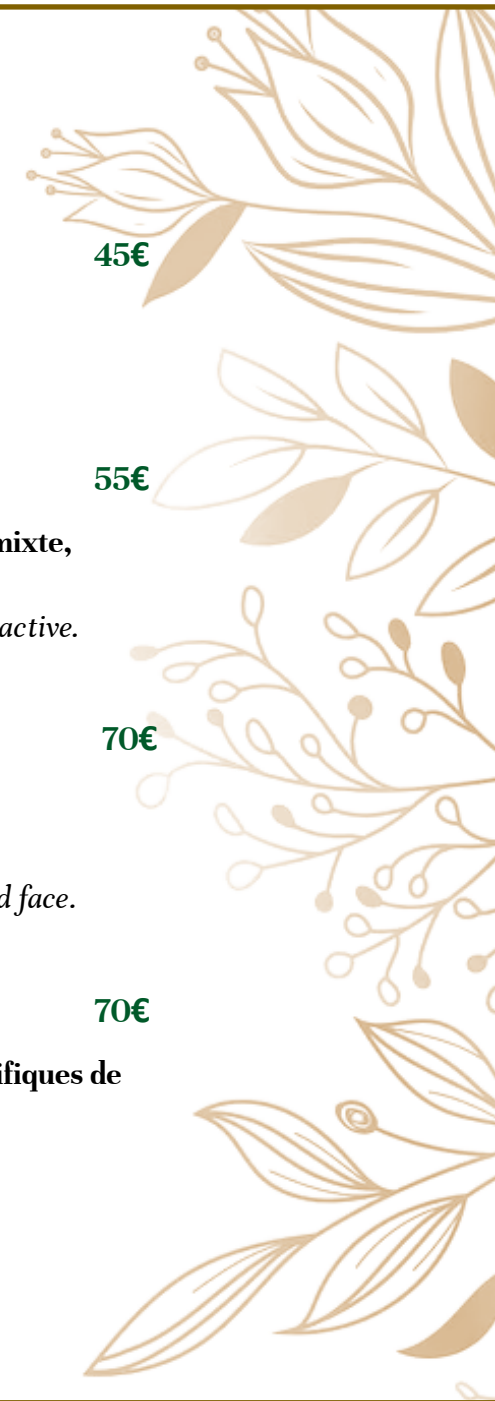 45€
55€
mixte,
active.
70€
d face.
70€
ifiques de